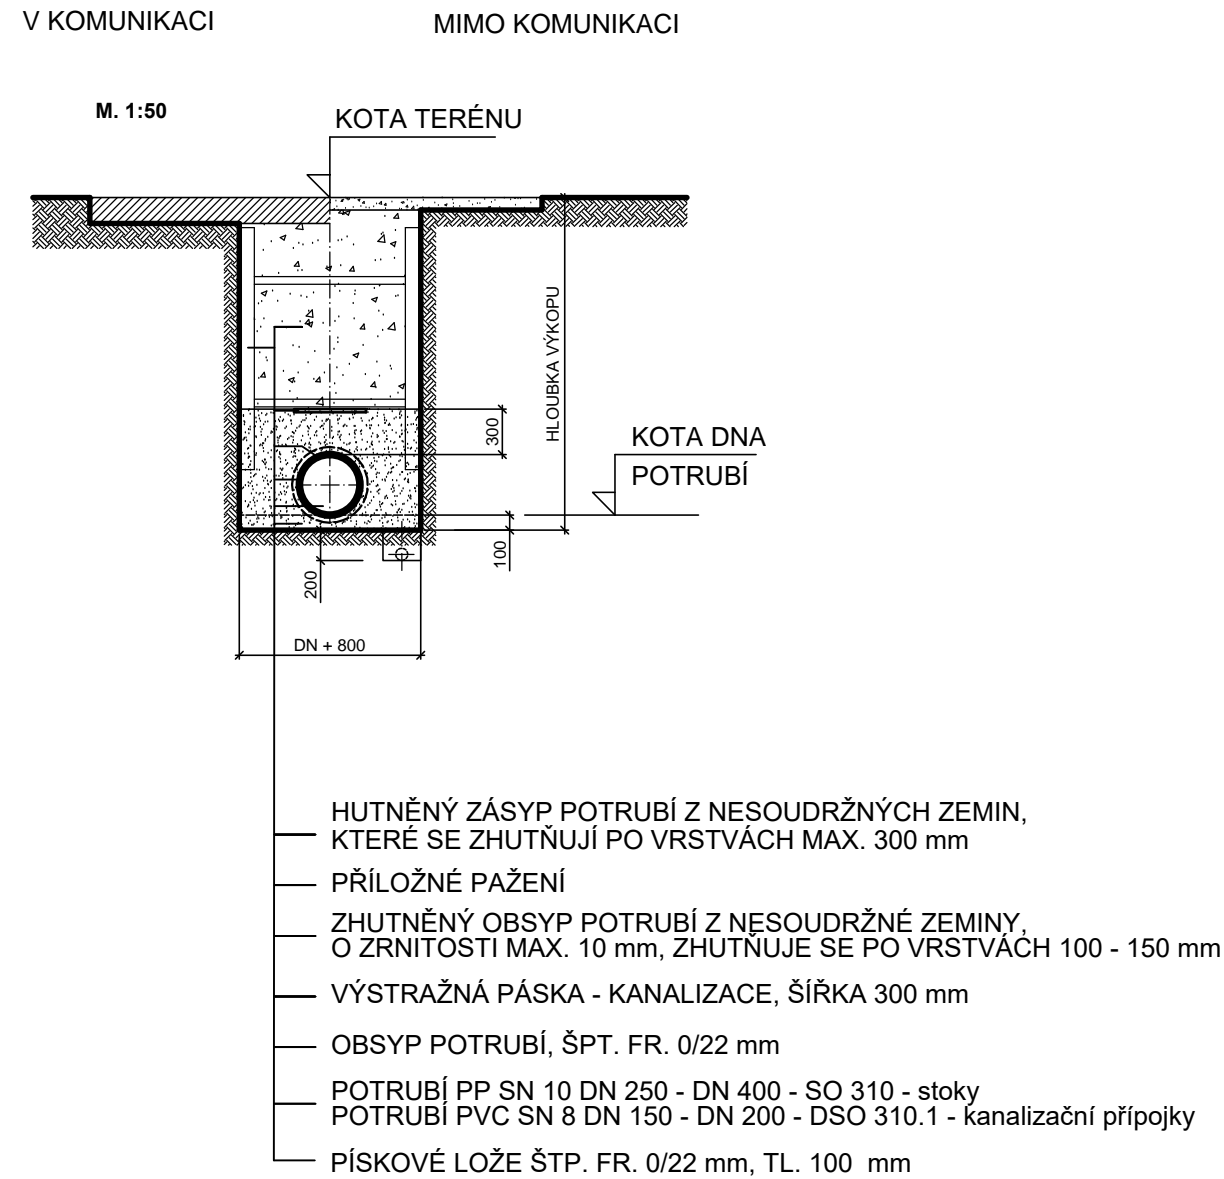 V KOMUNIKACI
MIMO KOMUNIKACI
M. 1:50
KOTA TERÉNU
HLOUBKA VÝKOPU
300
KOTA DNA
POTRUBÍ
100
200
DN + 800
HUTNĚNÝ ZÁSYP POTRUBÍ Z NESOUDRŽNÝCH ZEMIN,
KTERÉ SE ZHUTŇUJÍ PO VRSTVÁCH MAX. 300 mm
PŘÍLOŽNÉ PAŽENÍ
ZHUTNĚNÝ OBSYP POTRUBÍ Z NESOUDRŽNÉ ZEMINY,
O ZRNITOSTI MAX. 10 mm, ZHUTŇUJE SE PO VRSTVÁCH 100 - 150 mm
VÝSTRAŽNÁ PÁSKA - KANALIZACE, ŠÍŘKA 300 mm
OBSYP POTRUBÍ, ŠPT. FR. 0/22 mm
POTRUBÍ PP SN 10 DN 250 - DN 400 - SO 310 - stoky
POTRUBÍ PVC SN 8 DN 150 - DN 200 - DSO 310.1 - kanalizační přípojky
PÍSKOVÉ LOŽE ŠTP. FR. 0/22 mm, TL. 100 mm